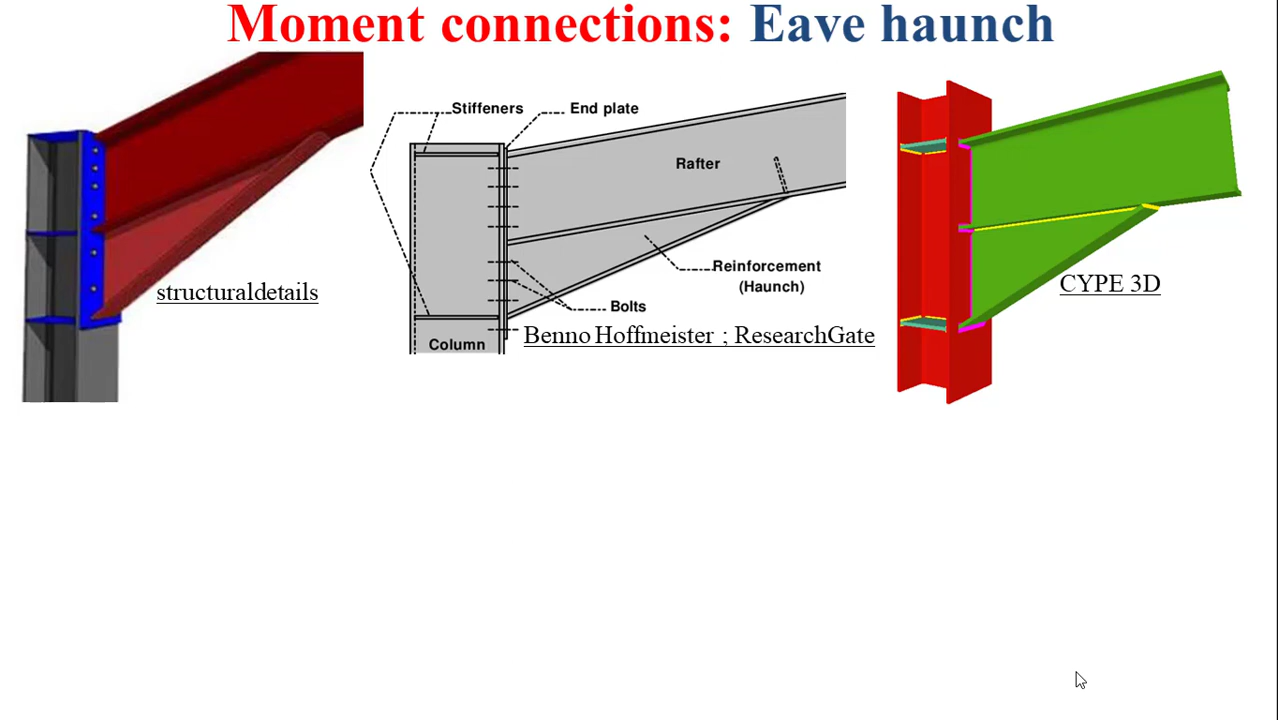 Moment connections: Eave haunch
Stiffeners
End plate
Rafter
Reinforcement
(Haunch)
Bolts
Column
structuraldetails
Benno Hoffmeister ; ResearchGate
CYPE 3D